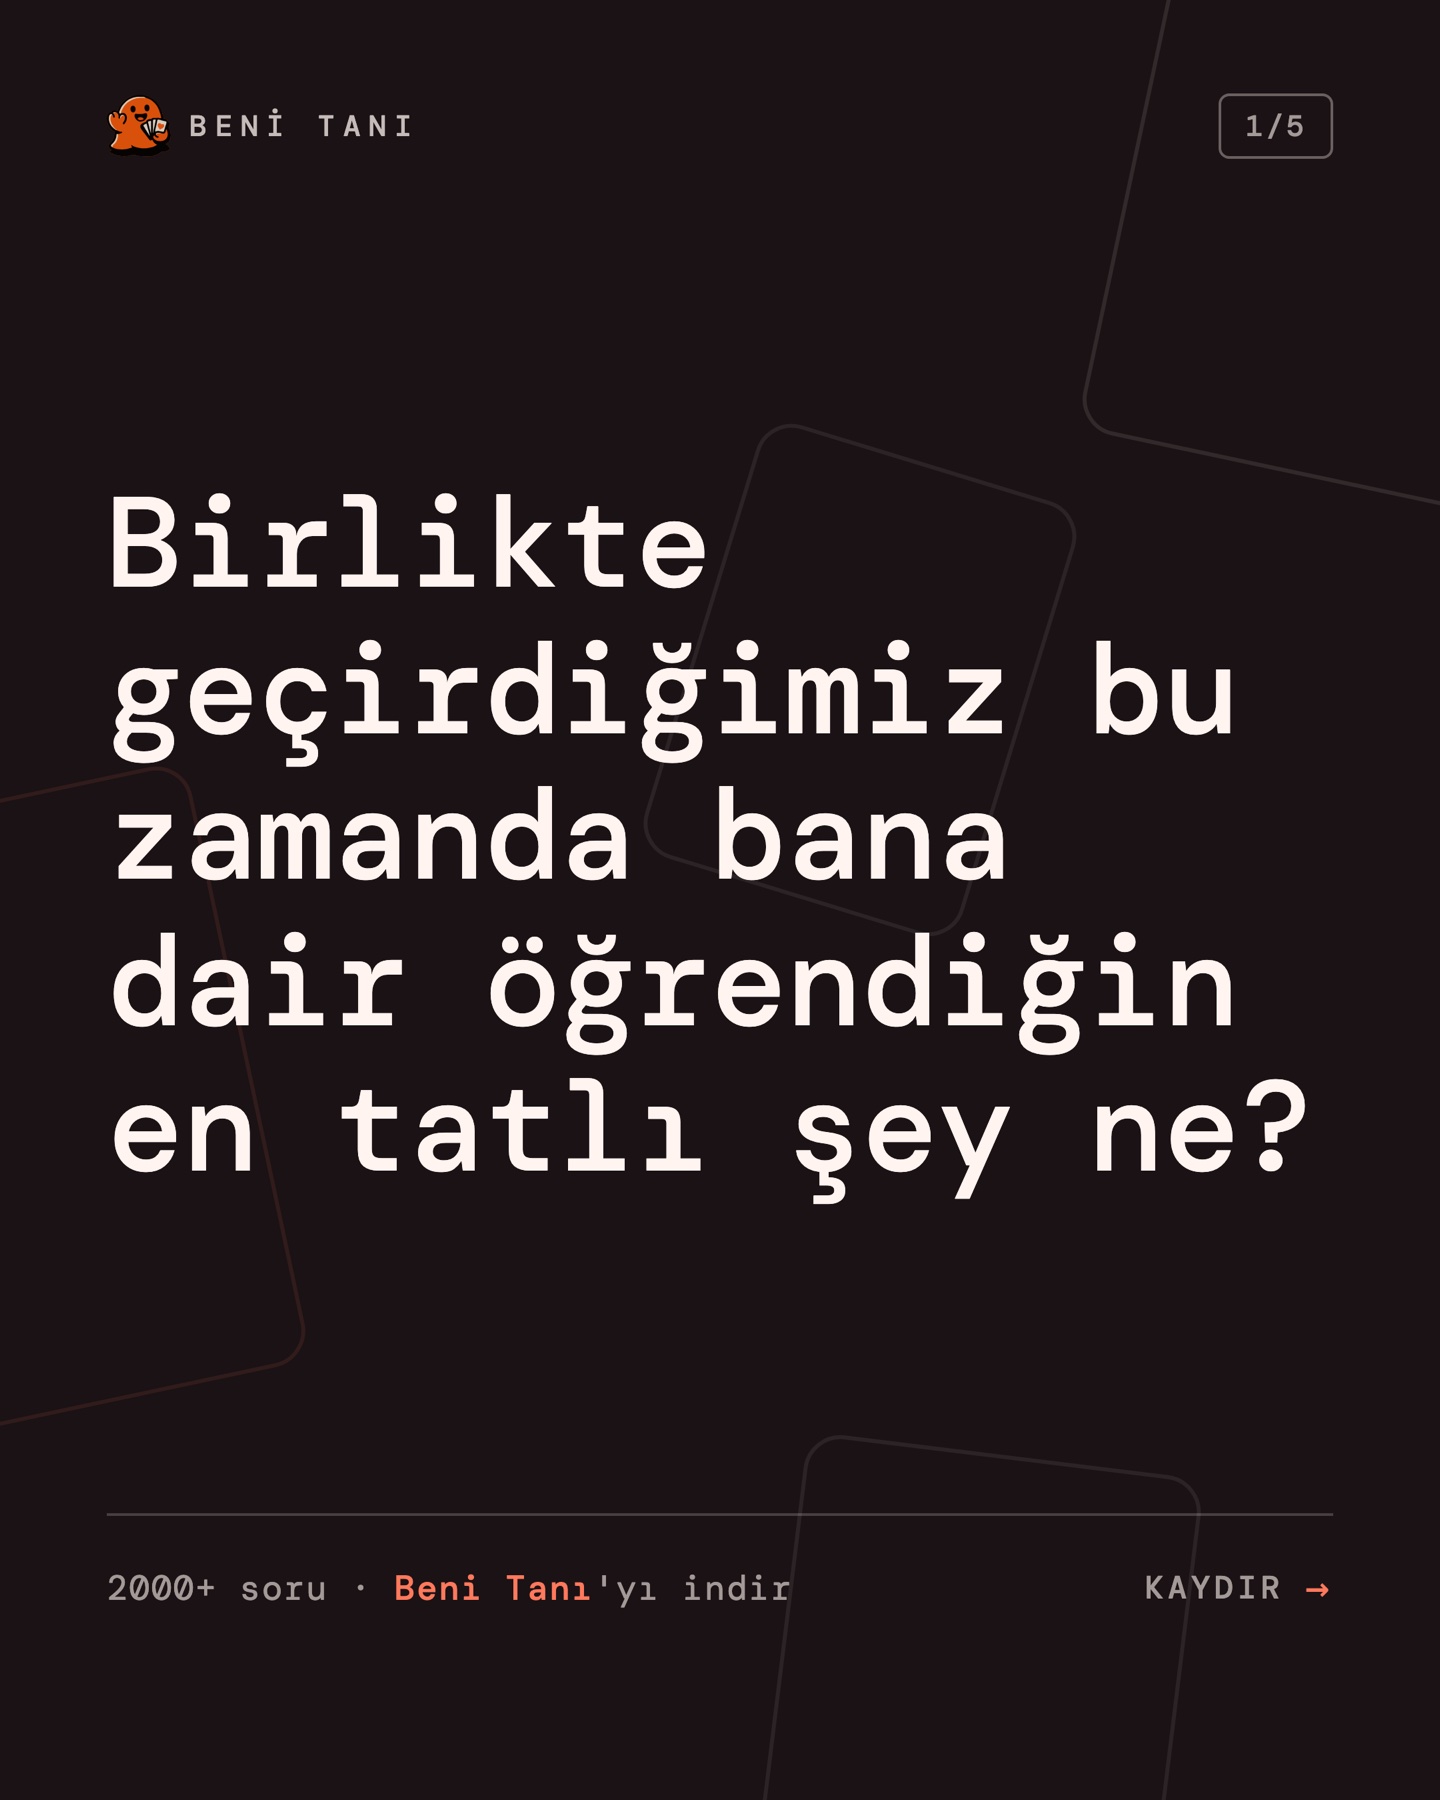 BENİ TANI
1/5
Birlikte
geçirdiğimiz bu
zamanda bana
dair öğrendiğin
en tatlı şey ne?
2000+ soru · Beni Tanı'yı indir
KAYDIR →